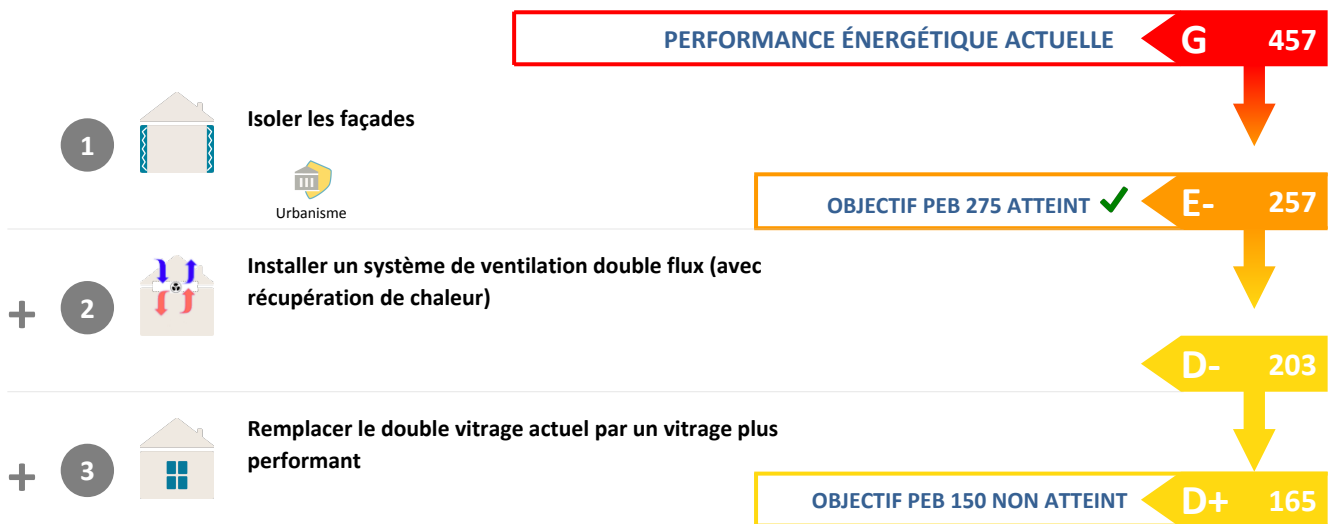 PERFORMANCE ÉNERGÉTIQUE ACTUELLE G 457
1 Isoler les façades
Urbanisme
OBJECTIF PEB 275 ATTEINT ✓ E- 257
+ 2 Installer un système de ventilation double flux (avec
récupération de chaleur)
D- 203
+ 3 Remplacer le double vitrage actuel par un vitrage plus
performant
OBJECTIF PEB 150 NON ATTEINT D+ 165